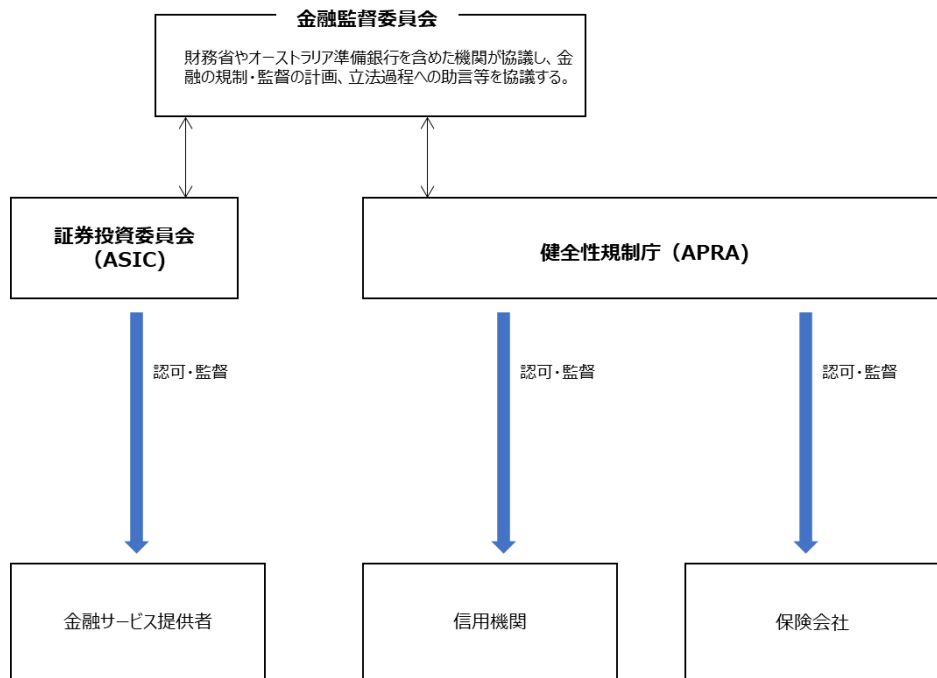 金融監督委員会
財務省やオーストラリア準備銀行を含めた機関が協議し、金
融の規制・監督の計画、立法過程への助言等を協議する。
証券投資委員会
（ASIC)
健全性規制庁（APRA)
認可・監督
認可・監督
認可・監督
金融サービス提供者
信用機関
保険会社